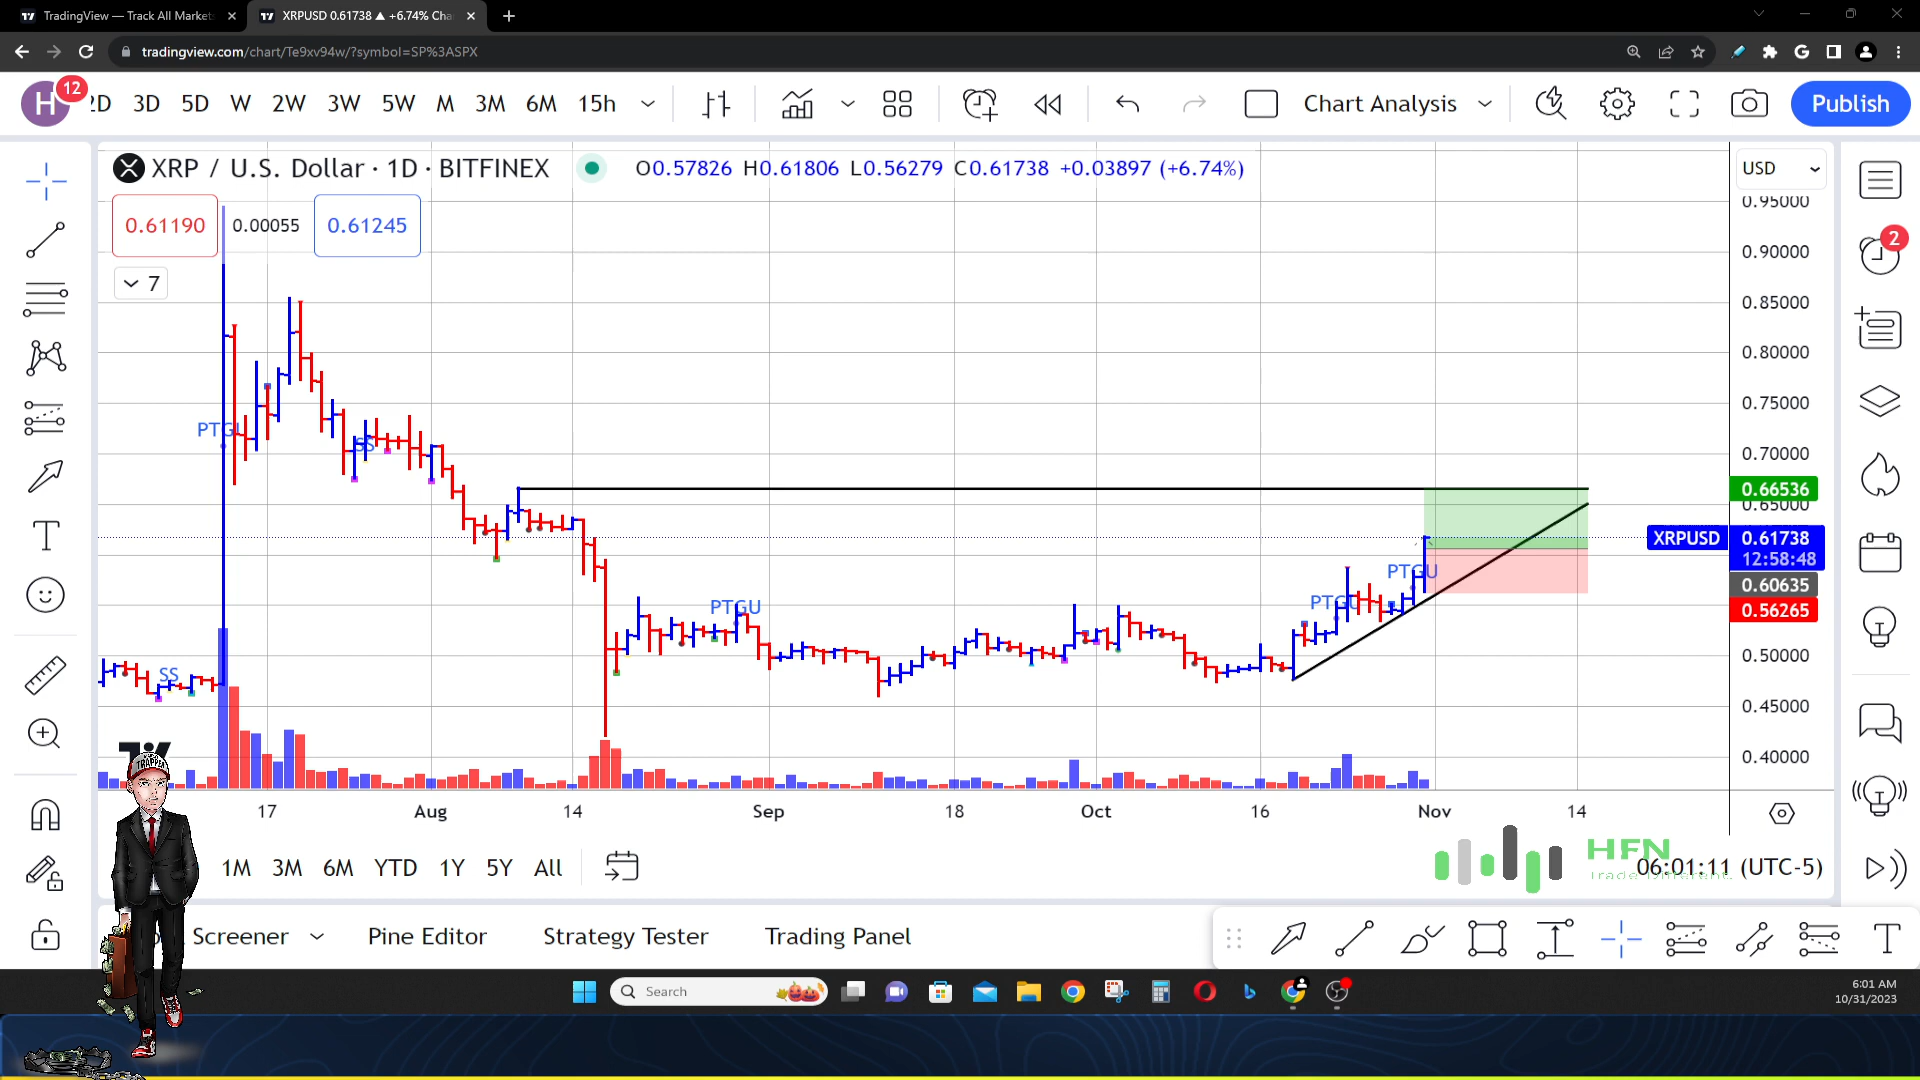 TradingView — Track All Market
XRPUSD 0.61738 ▲ +6.74% Cha
tradingview.com/chart/Te9xv94w/?symbol=SP%3ASPX
H
12
2D 3D 5D W 2W 3W 5W M 3M 6M 15h
Chart Analysis
Publish
XRP / U.S. Dollar · 1D · BITFINEX
O0.57826 H0.61806 L0.56279 C0.61738 +0.03897 (+6.74%)
USD
0.61190
0.00055
0.61245
7
2
0.95000
0.90000
0.85000
0.80000
0.75000
0.70000
0.66536
0.65000
XRPUSD
0.61738
12:58:48
0.60635
0.56265
0.50000
0.45000
0.40000
PTGU
SS
PTGU
PTGU
PTGU
SS
TRAPPER
17 Aug 14 Sep 18 Oct 16 Nov 14
1M 3M 6M YTD 1Y 5Y All
HFN
Trade Different.
06:01:11 (UTC-5)
Screener
Pine Editor
Strategy Tester
Trading Panel
Search
6:01 AM
10/31/2023